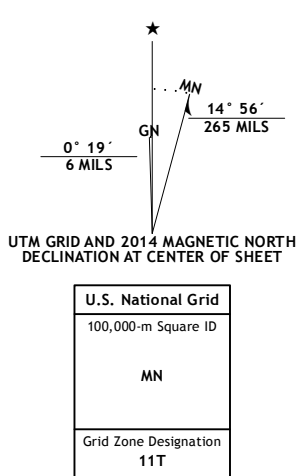 ★
MN
GN
14° 56´
265 MILS
0° 19´
6 MILS
UTM GRID AND 2014 MAGNETIC NORTH
DECLINATION AT CENTER OF SHEET
U.S. National Grid
100,000-m Square ID
MN
Grid Zone Designation
11T